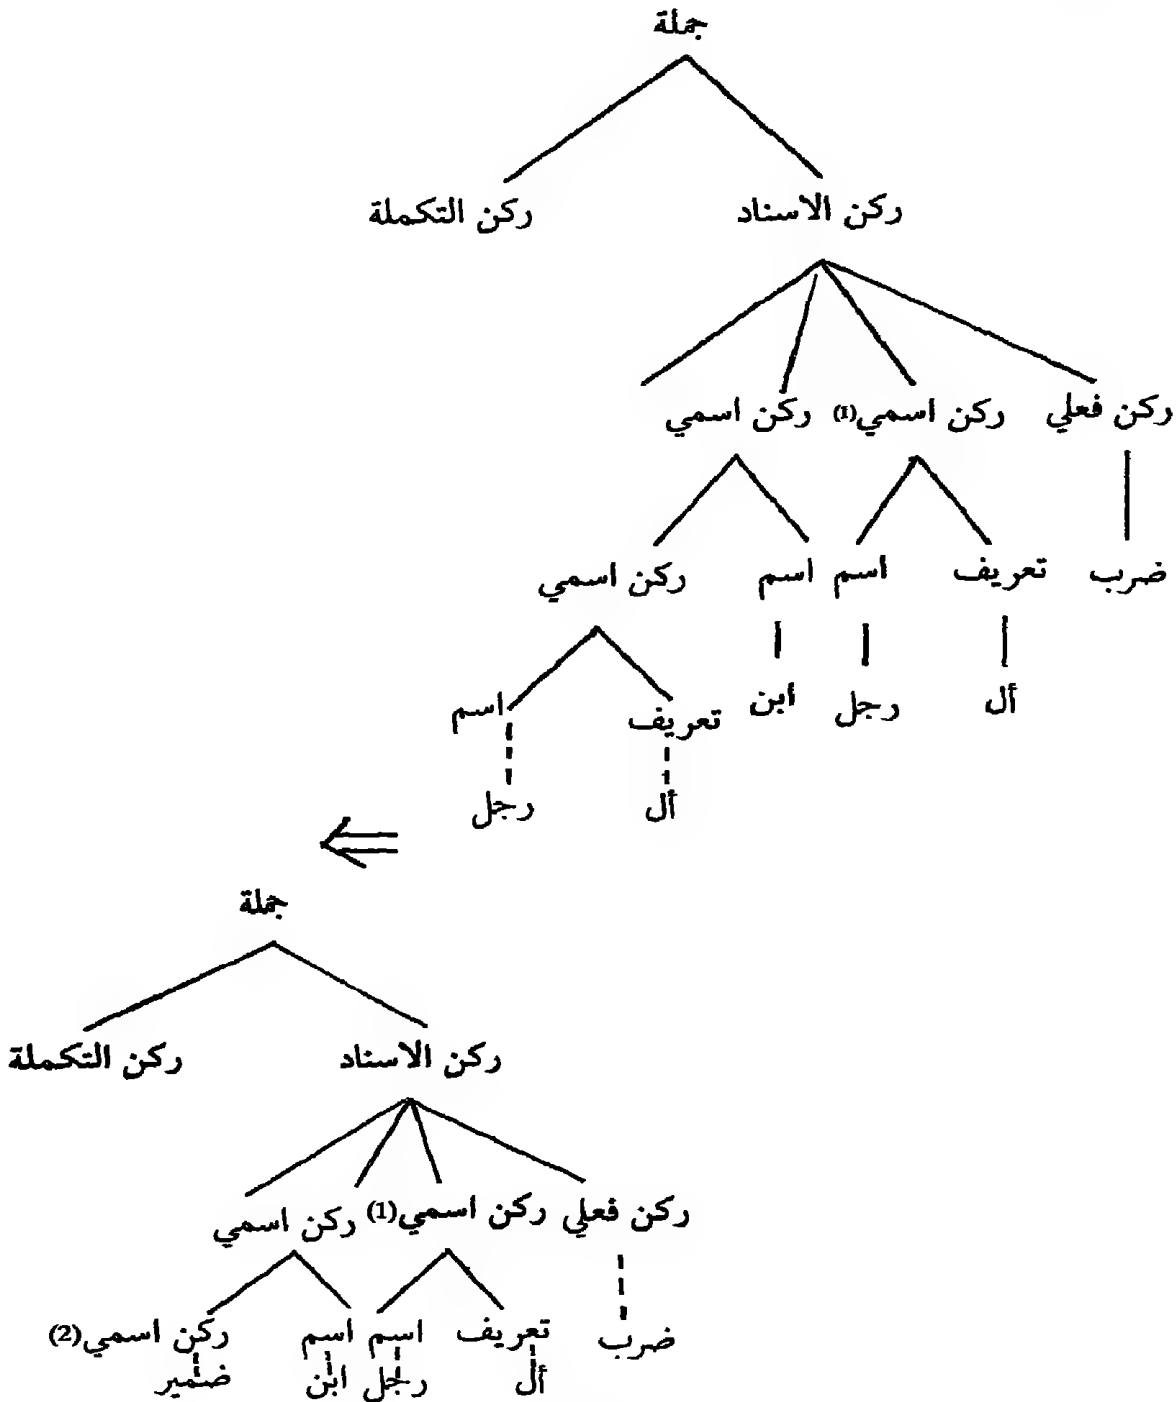 جملة
ركن الاسناد ركن التكملة
ركن فعلي ركن اسمي(1) ركن اسمي
ضرب تعريف اسم اسم ركن اسمي
أل رجل أبن تعريف اسم
أل رجل
جملة
ركن الاسناد ركن التكملة
ركن فعلي ركن اسمي(1) ركن اسمي
ضرب تعريف اسم اسم ركن اسمي(2)
أل رجل ابن ضمير